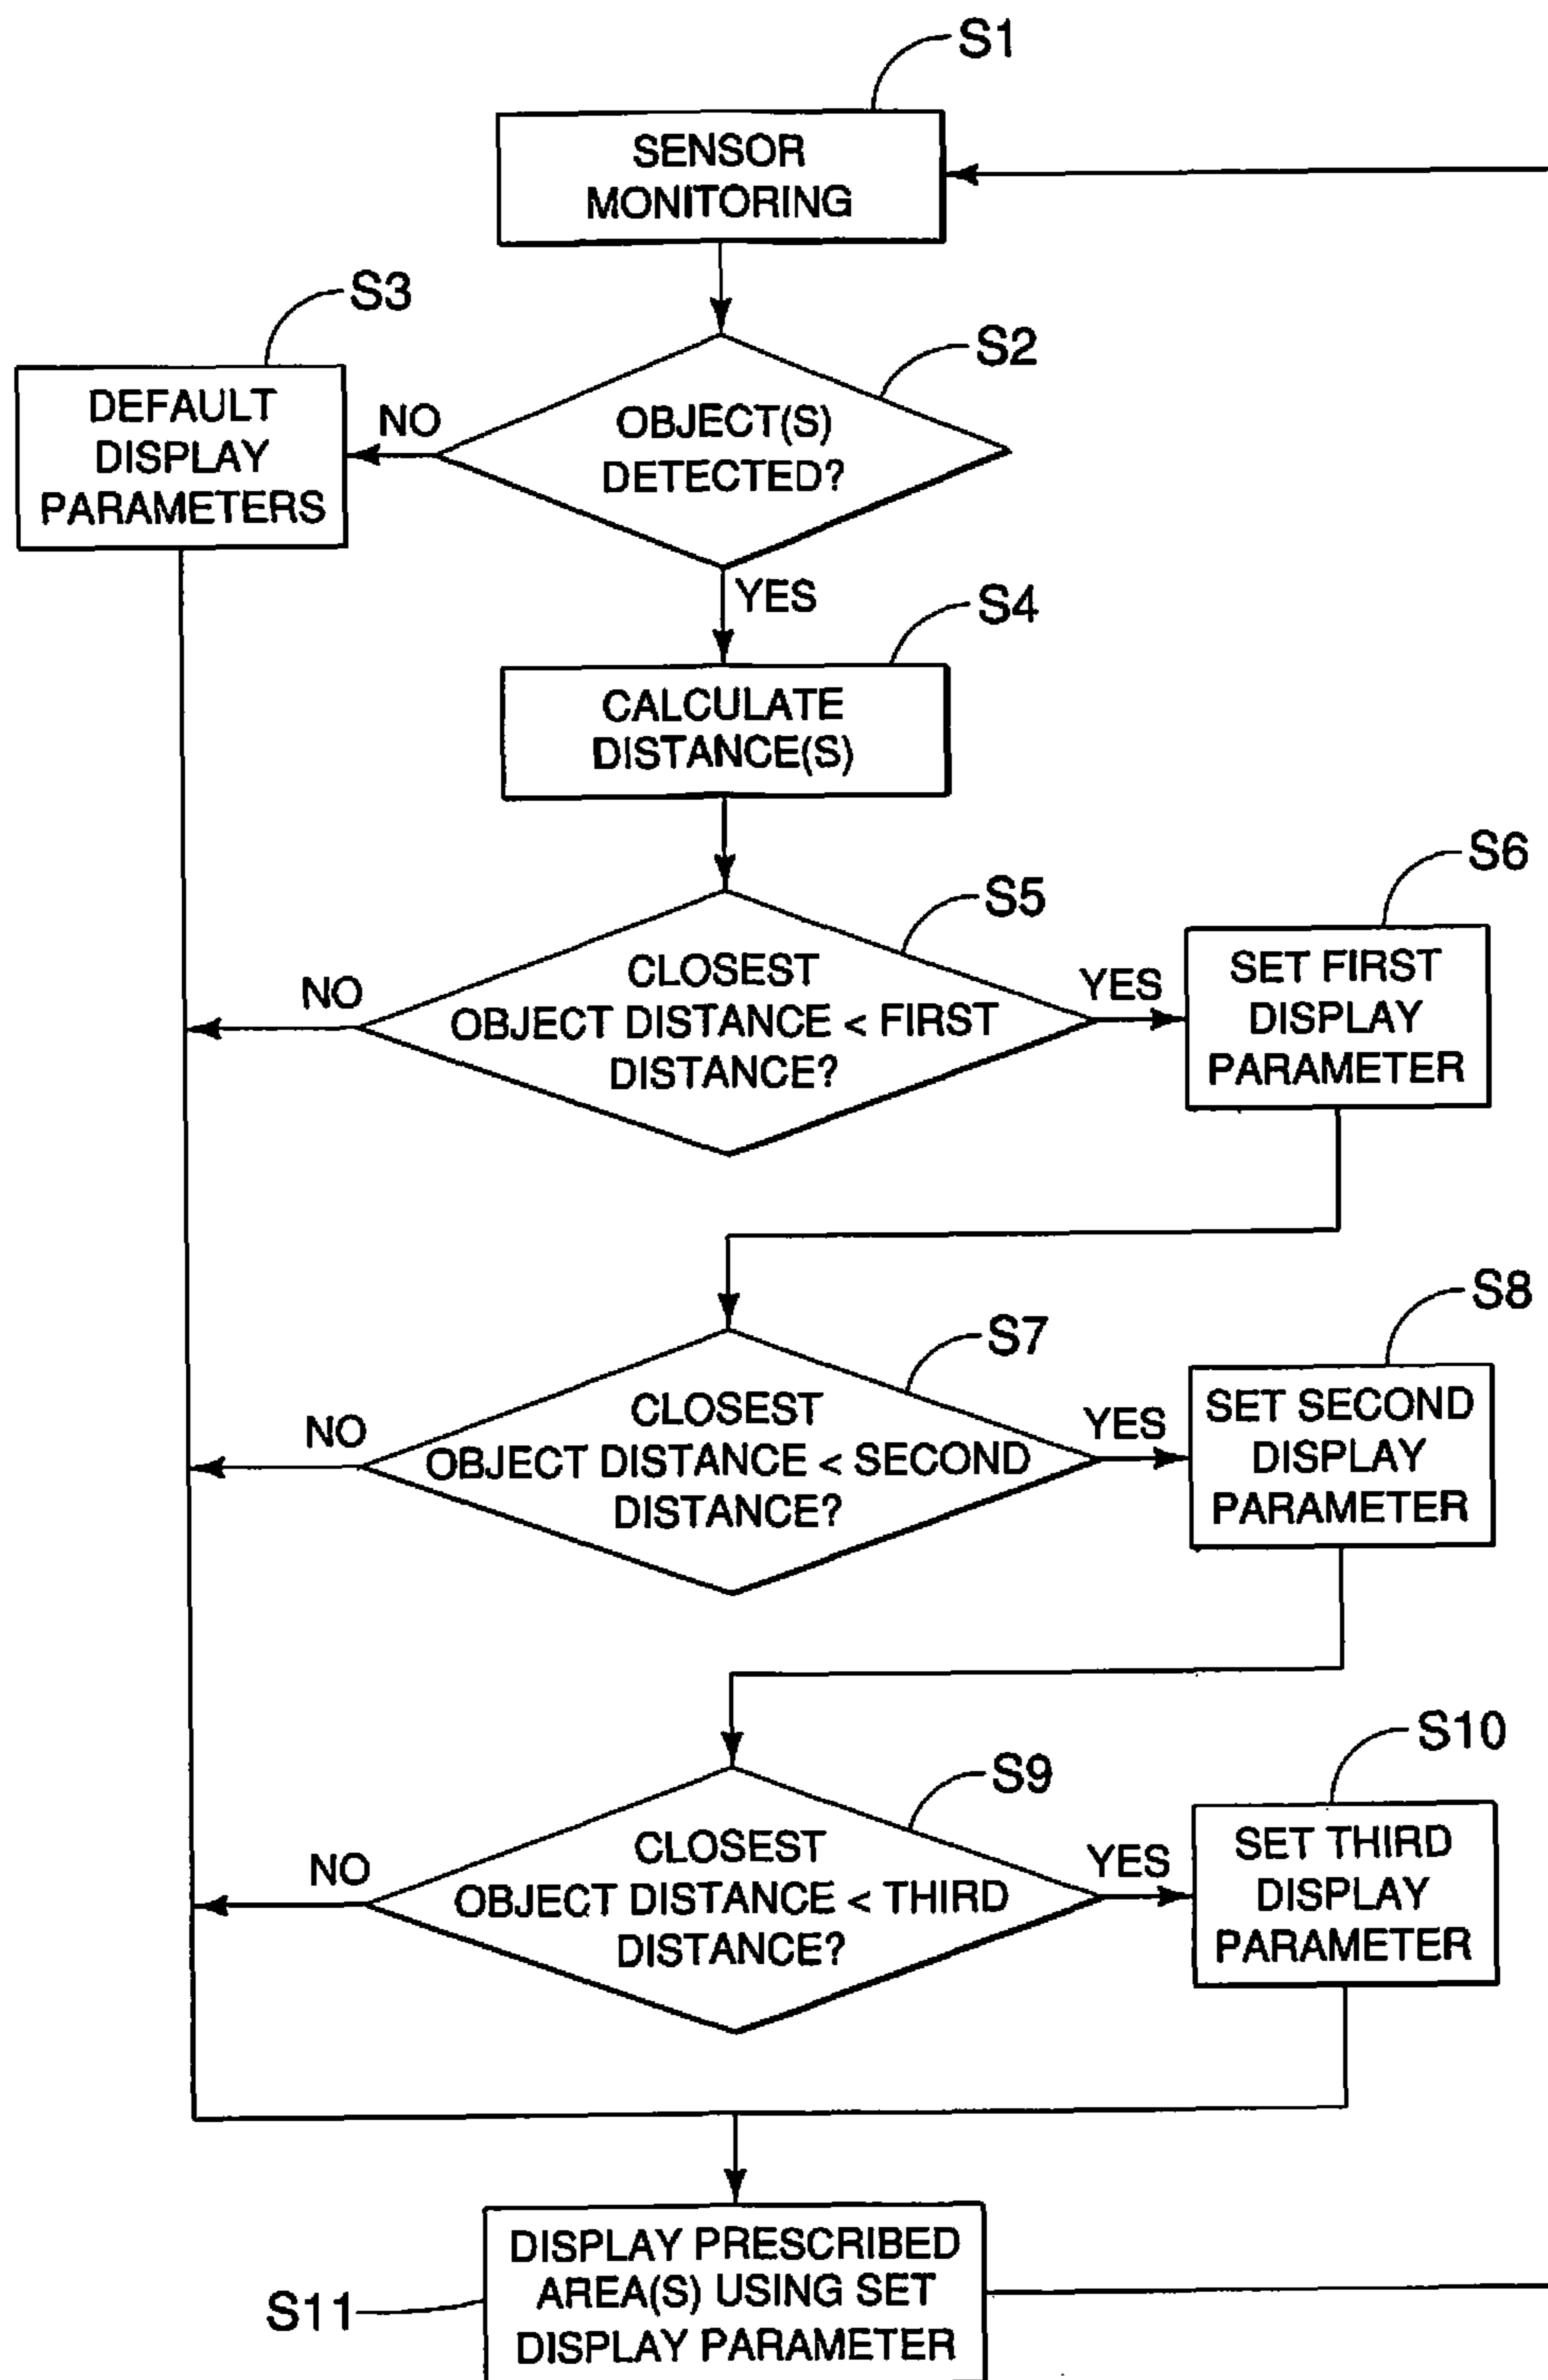 S1
SENSOR
MONITORING
S3
DEFAULT
DISPLAY
PARAMETERS
NO
S2
OBJECT(S)
DETECTED?
YES
S4
CALCULATE
DISTANCE(S)
S5
NO
CLOSEST
OBJECT DISTANCE < FIRST
DISTANCE?
YES
S6
SET FIRST
DISPLAY
PARAMETER
S7
NO
CLOSEST
OBJECT DISTANCE < SECOND
DISTANCE?
YES
S8
SET SECOND
DISPLAY
PARAMETER
S9
NO
CLOSEST
OBJECT DISTANCE < THIRD
DISTANCE?
YES
S10
SET THIRD
DISPLAY
PARAMETER
S11
DISPLAY PRESCRIBED
AREA(S) USING SET
DISPLAY PARAMETER